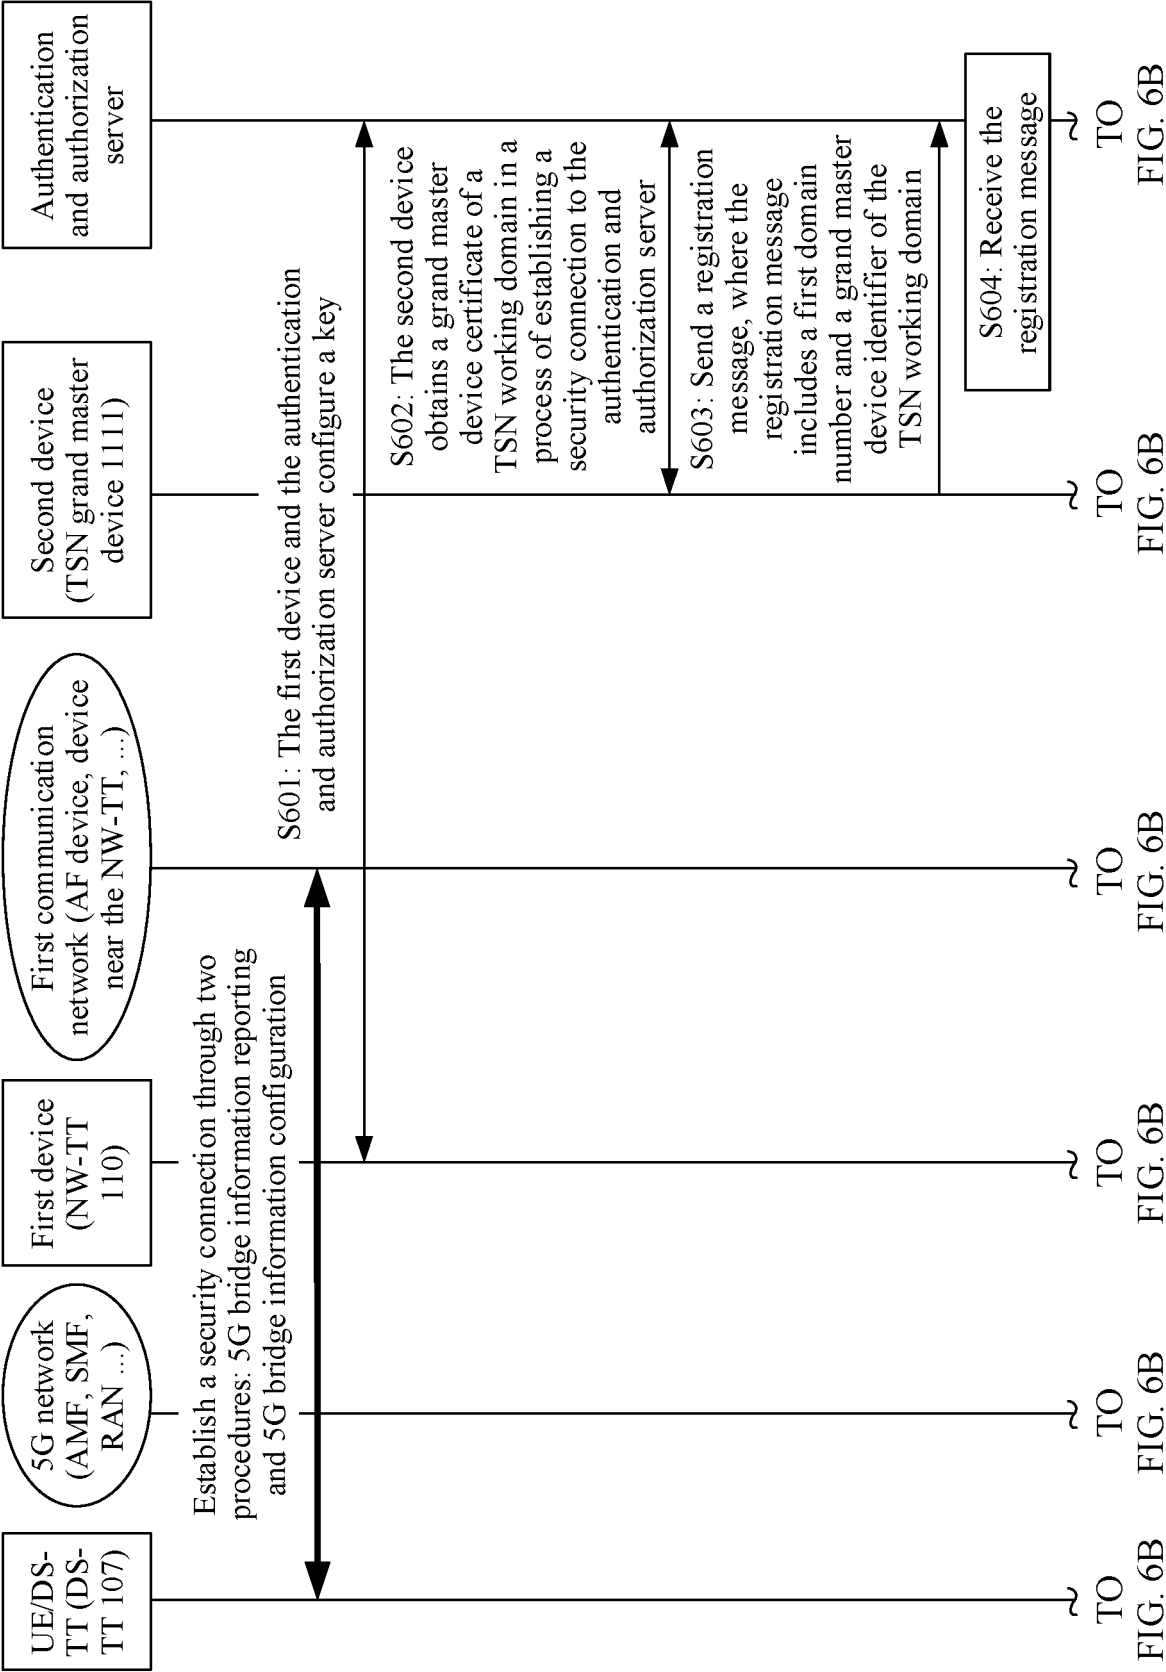 UE/DS-
TT (DS-
TT 107)
5G network
(AMF, SMF,
RAN ...)
First device
(NW-TT
110)
First communication
network (AF device, device
near the NW-TT, ...)
Second device
(TSN grand master
device 1111)
Authentication
and authorization
server
Establish a security connection through two
procedures: 5G bridge information reporting
and 5G bridge information configuration
S601: The first device and the authentication
and authorization server configure a key
S602: The second device
obtains a grand master
device certificate of a
TSN working domain in a
process of establishing a
security connection to the
authentication and
authorization server
S603: Send a registration
message, where the
registration message
includes a first domain
number and a grand master
device identifier of the
TSN working domain
S604: Receive the
registration message
TO
FIG. 6B
TO
FIG. 6B
TO
FIG. 6B
TO
FIG. 6B
TO
FIG. 6B
TO
FIG. 6B